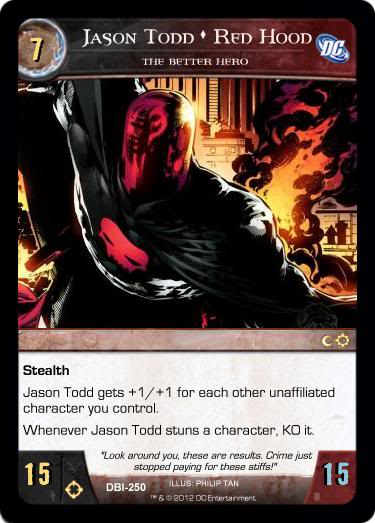 7
Jason Todd ♦ Red Hood
DC
THE BETTER HERO
Stealth
Jason Todd gets +1/+1 for each other unaffiliated
character you control.
Whenever Jason Todd stuns a character, KO it.
"Look around you, these are results. Crime just
stopped paying for these stiffs!"
15
DBI-250
ILLUS: PHILIP TAN
15
™ & © 2012 DC Entertainment